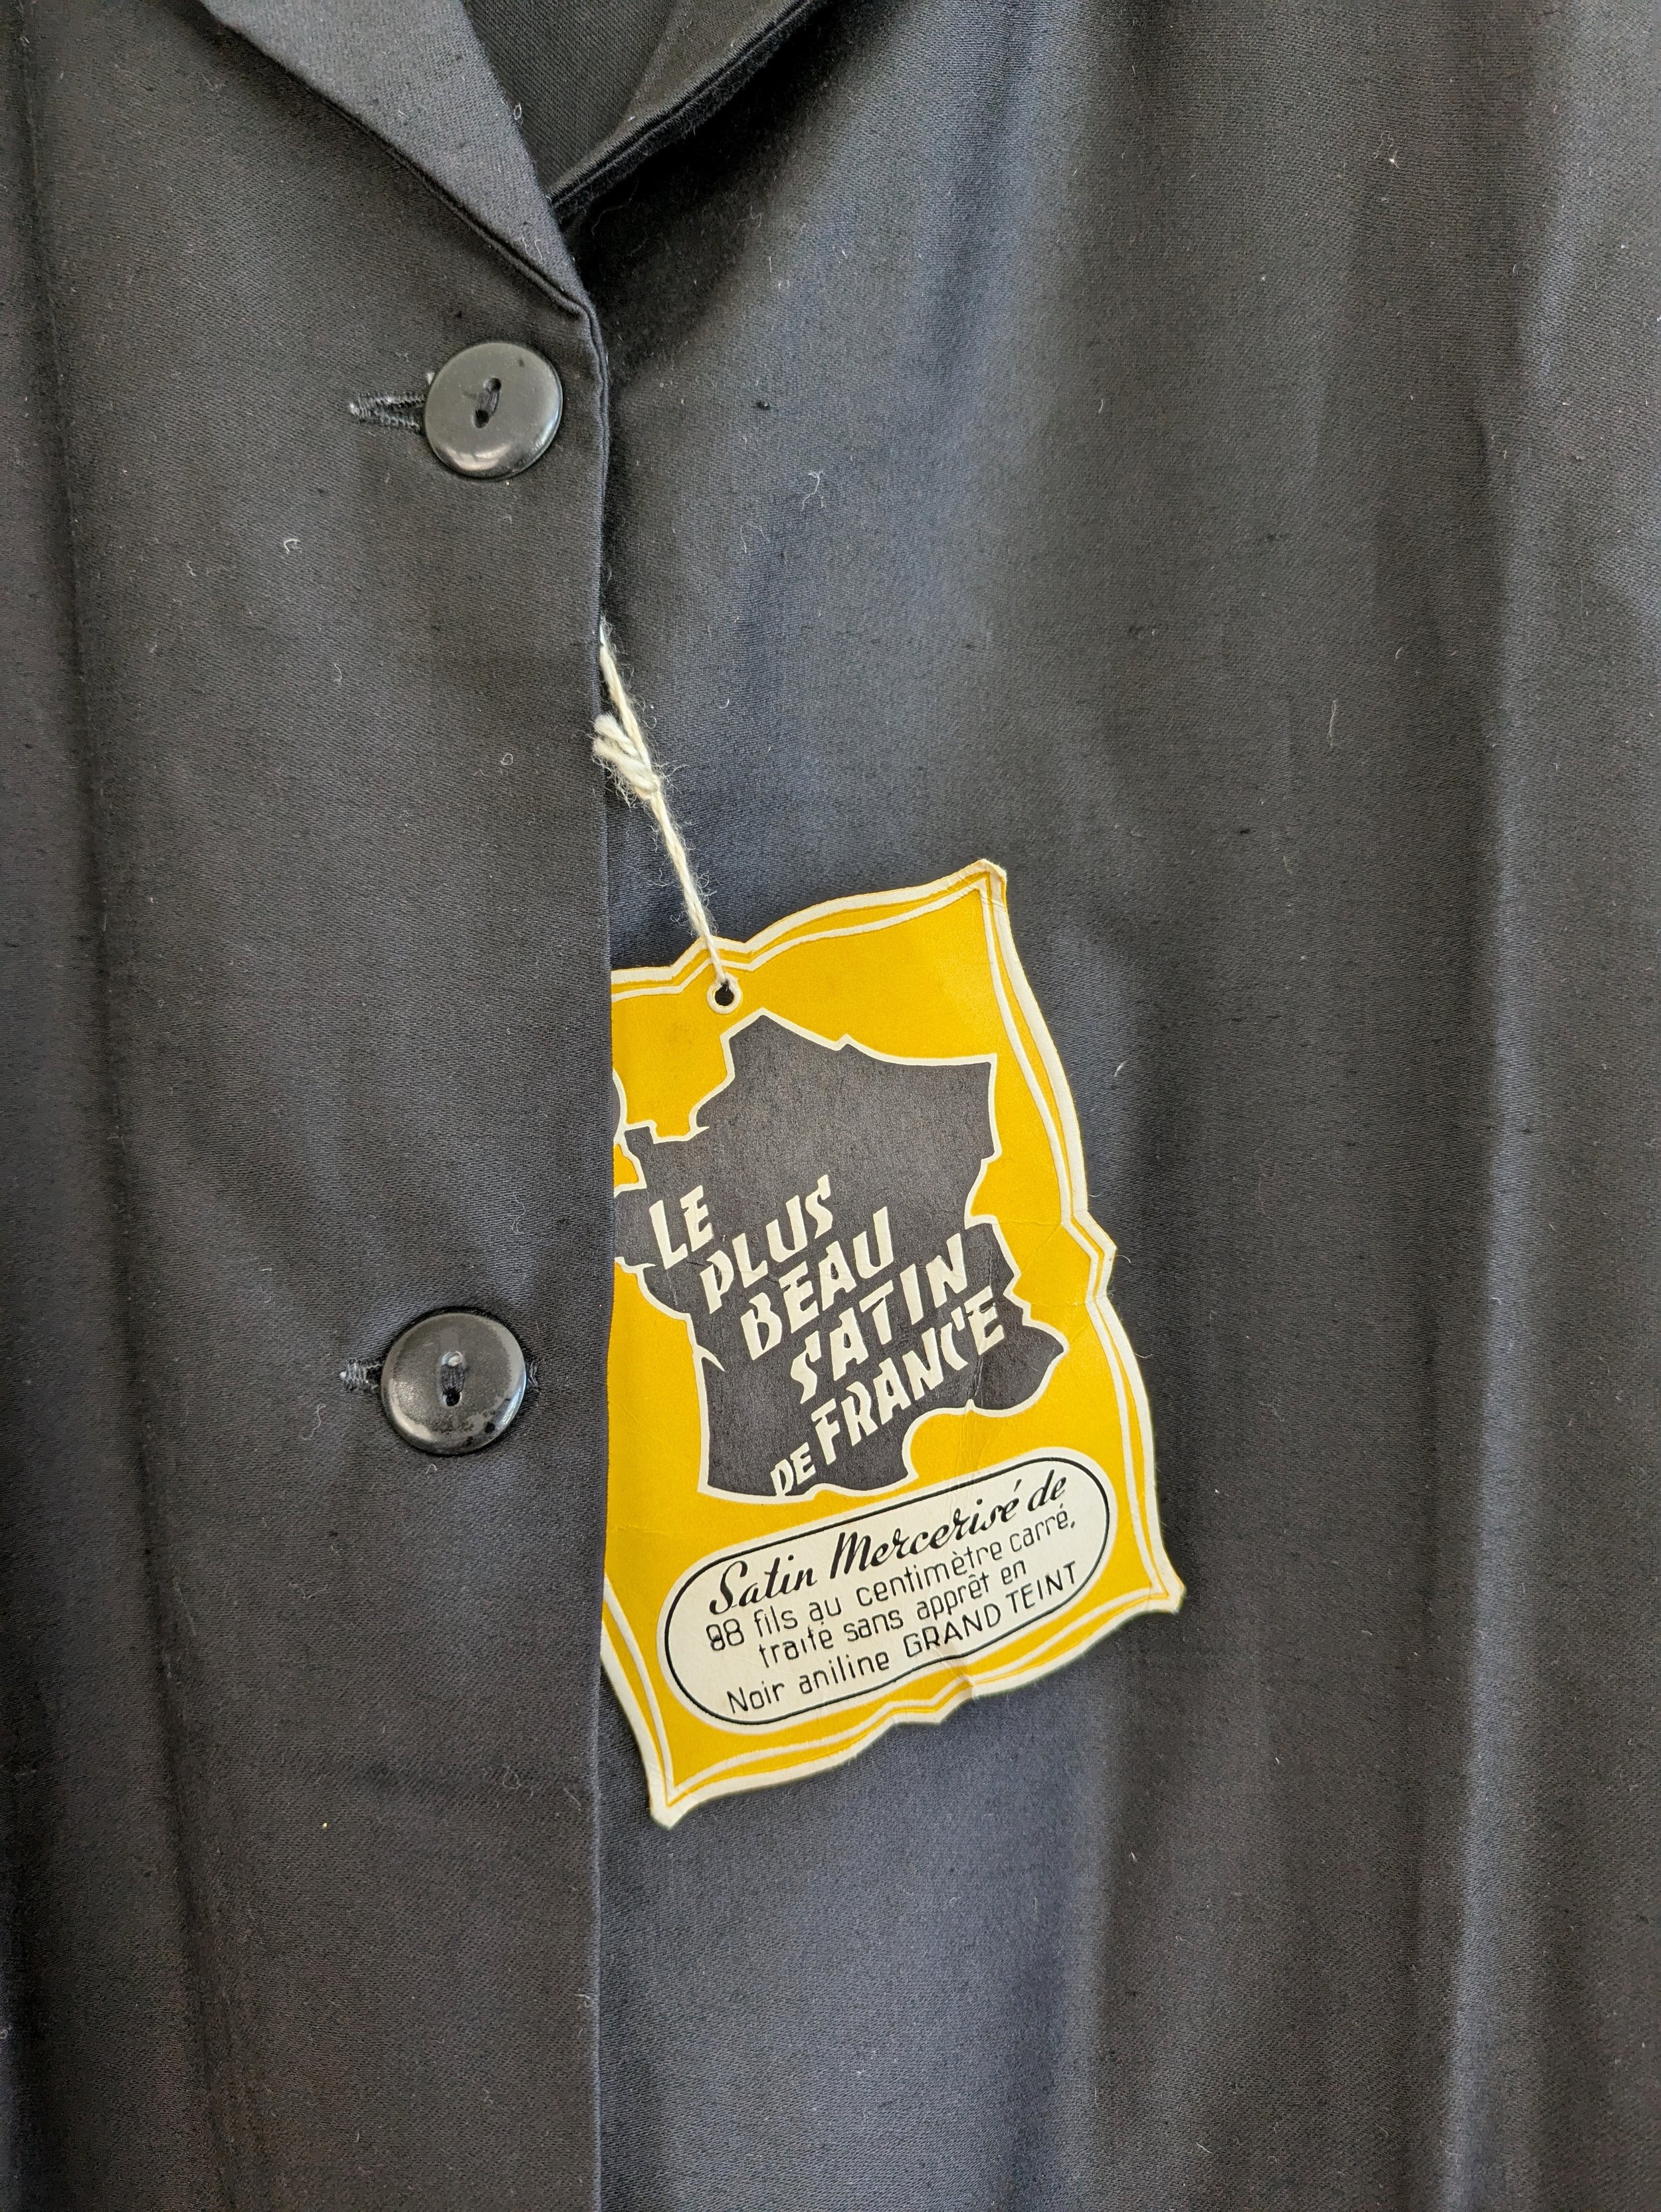 LE
PLUS
BEAU
SATIN
DE FRANCE
Satin Mercerisé de
98 fils au centimètre carré,
traité sans apprêt en
Noir aniline GRAND TEINT